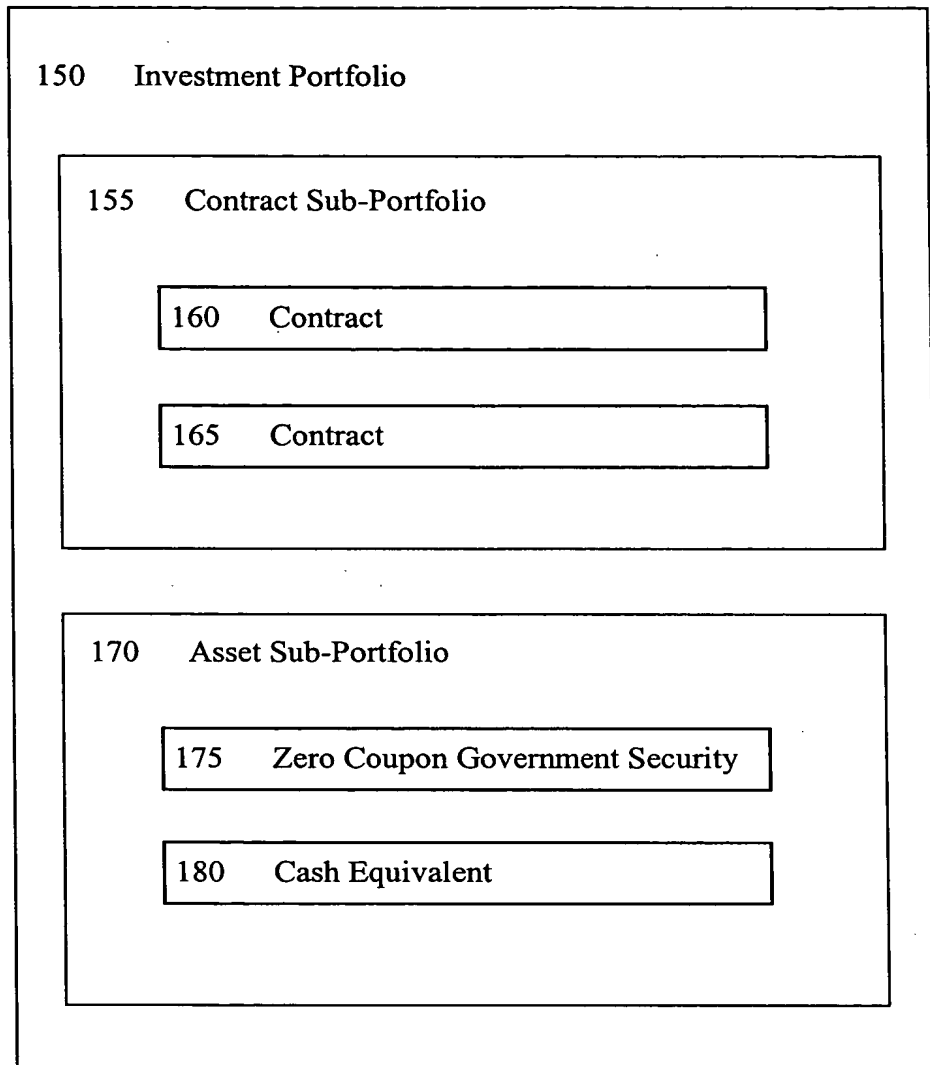 150 Investment Portfolio
155 Contract Sub-Portfolio
160 Contract
165 Contract
170 Asset Sub-Portfolio
175 Zero Coupon Government Security
180 Cash Equivalent